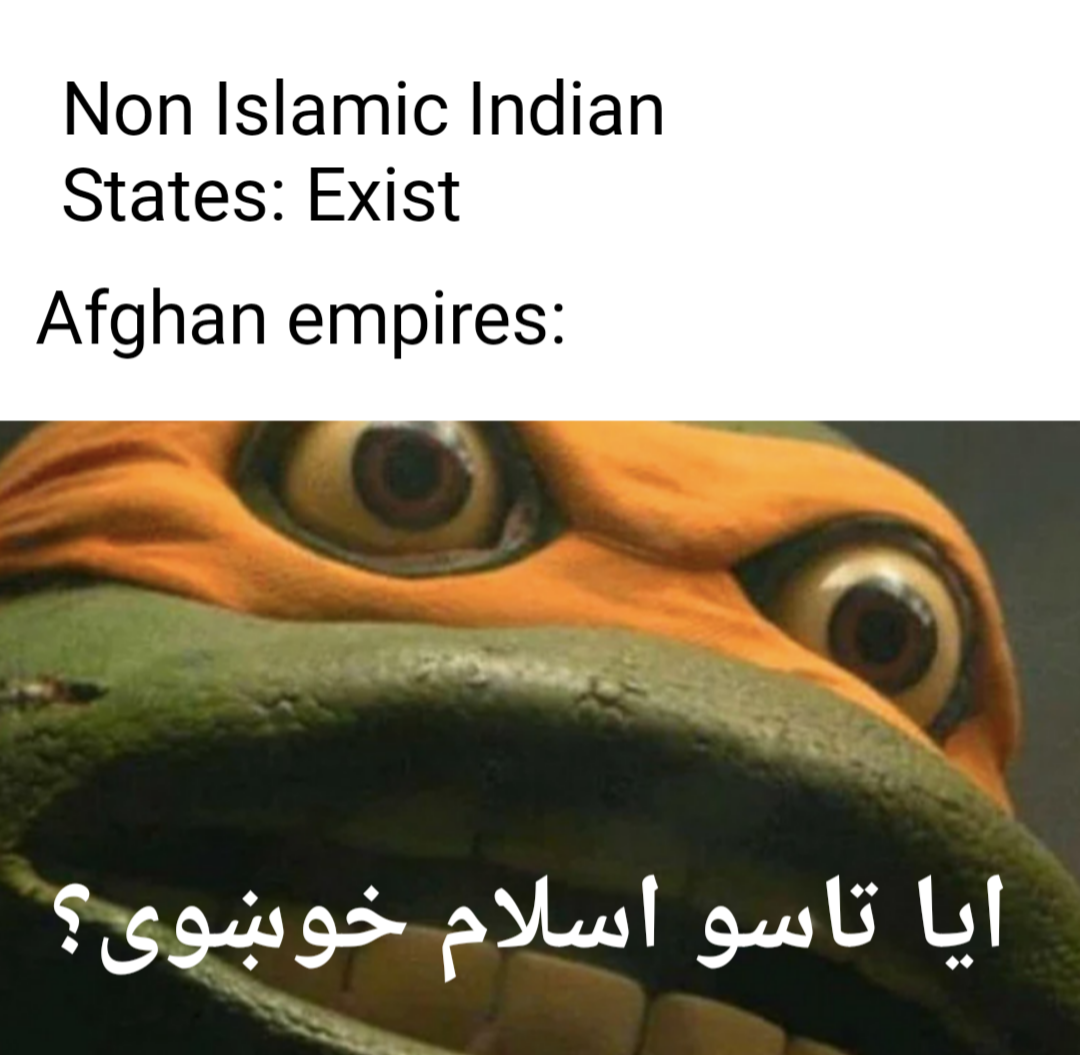 Non Islamic Indian
States: Exist
Afghan empires:
ایا تاسو اسلام خوښوی؟